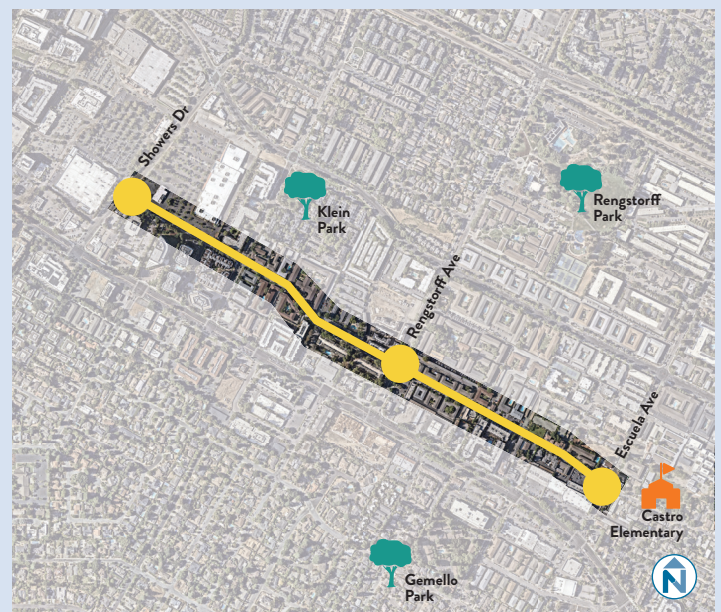 Showers Dr
Klein
Park
Rengstorff
Park
Rengstorff Ave
Escuela Ave
Castro
Elementary
Gemello
Park
N